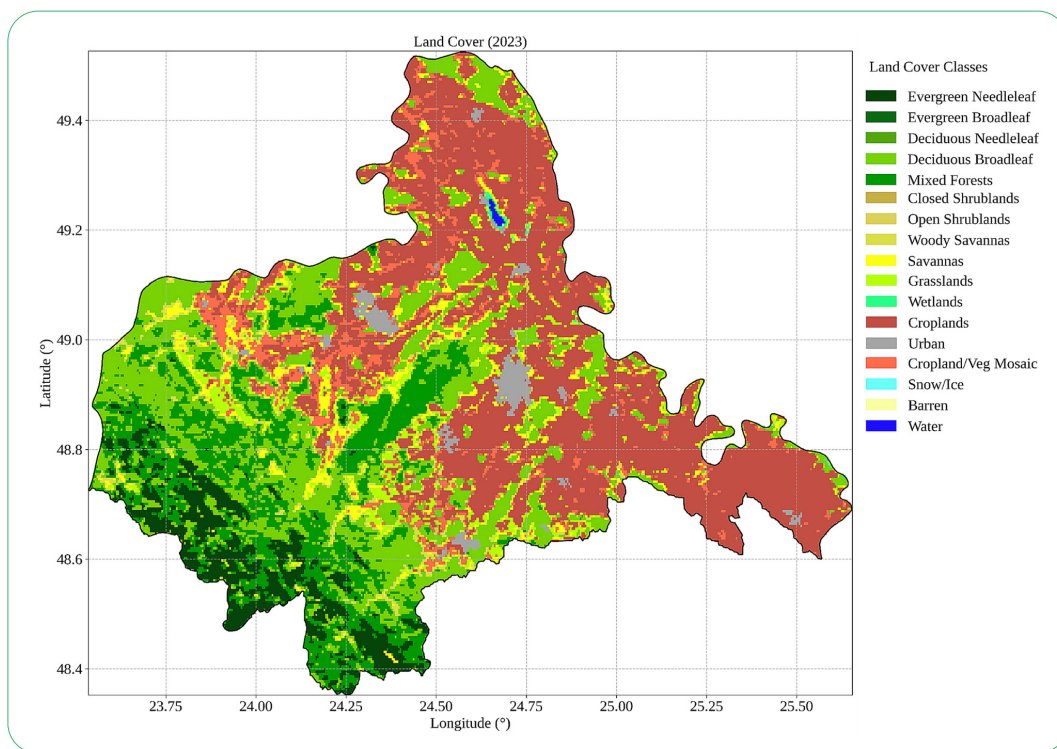 Land Cover (2023)
Land Cover Classes
Evergreen Needleleaf
Evergreen Broadleaf
Deciduous Needleleaf
Deciduous Broadleaf
Mixed Forests
Closed Shrublands
Open Shrublands
Woody Savannas
Savannas
Grasslands
Wetlands
Croplands
Urban
Cropland/Veg Mosaic
Snow/Ice
Barren
Water
Latitude (°)
49.4
49.2
49.0
48.8
48.6
48.4
23.75 24.00 24.25 24.50 24.75 25.00 25.25 25.50
Longitude (°)